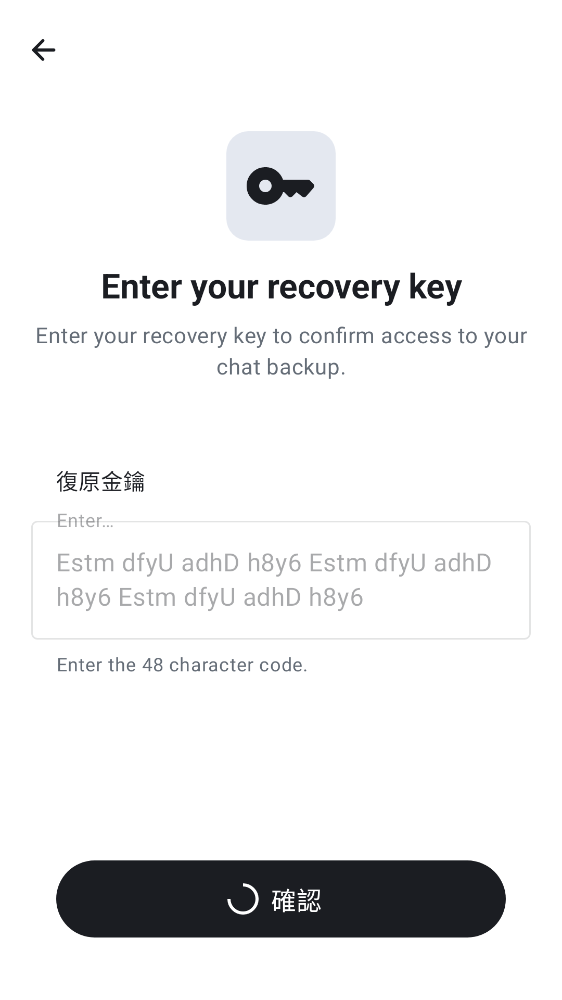 Enter your recovery key
Enter your recovery key to confirm access to your
chat backup.
復原金鑰
Enter…
Estm dfyU adhD h8y6 Estm dfyU adhD
h8y6 Estm dfyU adhD h8y6
Enter the 48 character code.
確認